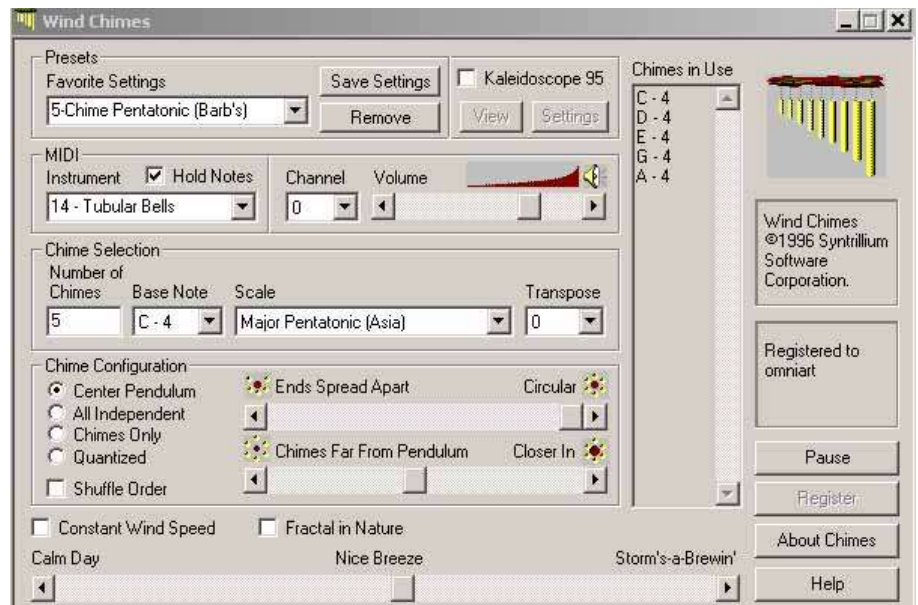 Wind Chimes
Presets
Favorite Settings
Save Settings
5-Chime Pentatonic (Barb's)
Remove
Kaleidoscope 95
View
Settings
MIDI
Instrument
Hold Notes
14 - Tubular Bells
Channel
Volume
0
Chime Selection
Number of
Chimes
Base Note
Scale
Transpose
5
C - 4
Major Pentatonic (Asia)
0
Chime Configuration
Center Pendulum
All Independent
Chimes Only
Quantized
Shuffle Order
Ends Spread Apart
Circular
Chimes Far From Pendulum
Closer In
Constant Wind Speed
Fractal in Nature
Calm Day
Nice Breeze
Storm's-a-Brewin'
Chimes in Use
C - 4
D - 4
E - 4
G - 4
A - 4
Wind Chimes
©1996 Syntrillium
Software
Corporation.
Registered to
omniart
Pause
Register
About Chimes
Help